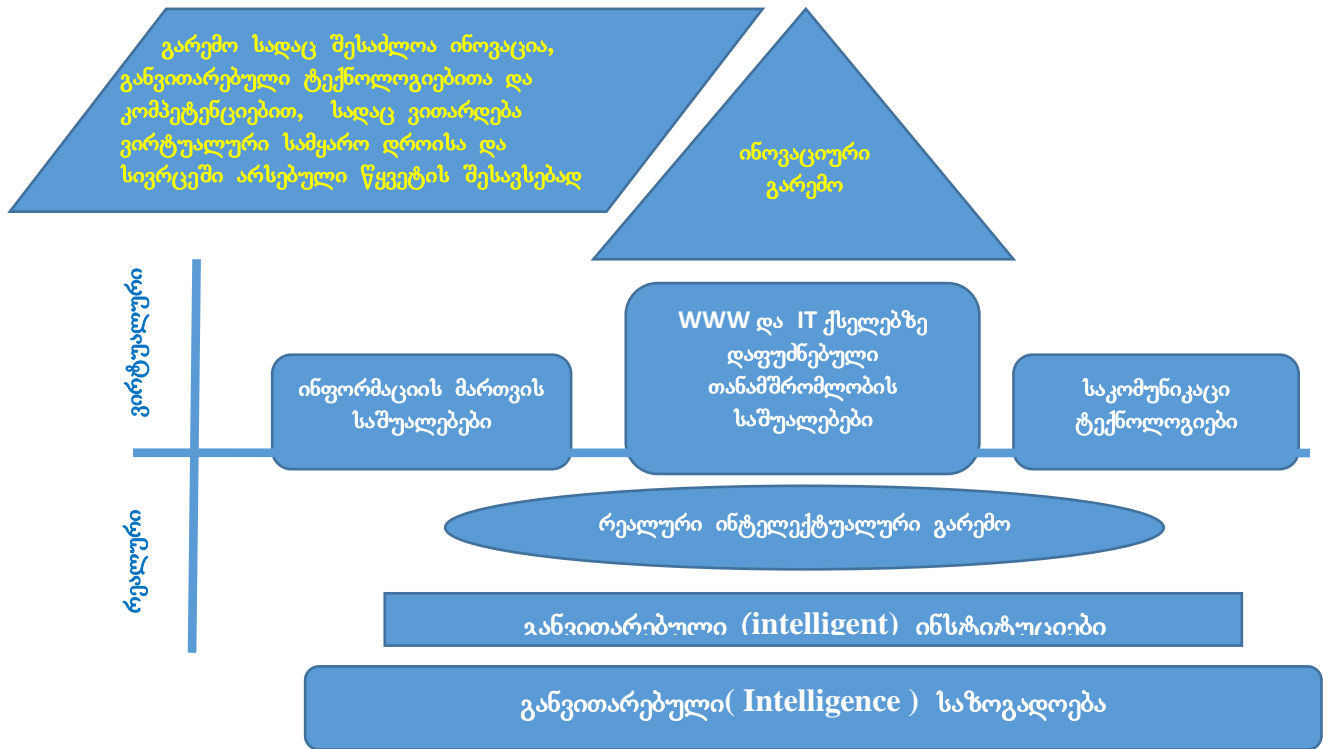 გარემო სადაც შესაძლოა ინოვაცია,
განვითარებული ტექნოლოგიებითა და
კომპეტენციებით, სადაც ვითარდება
ვირტუალური სამყარო დროისა და
სივრცეში არსებული წყვეტის შესავსებად
ინოვაციური
გარემო
ვირტუალური
WWW და IT ქსელებზე
დაფუძნებული
თანამშრომლობის
საშუალებები
ინფორმაციის მართვის
საშუალებები
საკომუნიკაცი
ტექნოლოგიები
რეალური
რეალური ინტელექტუალური გარემო
განვითარებული (intelligent) ინსტიტუციები
განვითარებული( Intelligence ) საზოგადოება